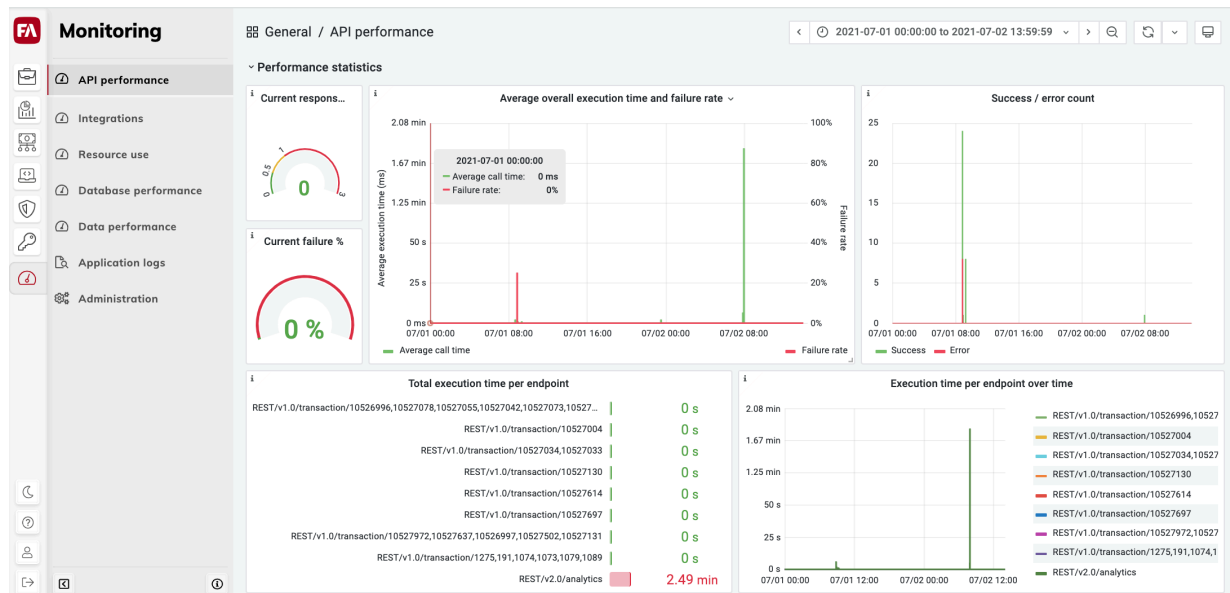 FA
Monitoring
API performance
Integrations
Resource use
Database performance
Data performance
Application logs
Administration
General / API performance
2021-07-01 00:00:00 to 2021-07-02 13:59:59
Performance statistics
Current respons...
0
0.5
1
3
0
Current failure %
0 %
Average overall execution time and failure rate
2.08 min
1.67 min
1.25 min
50 s
25 s
0 ms
Average execution time (ms)
100%
80%
60%
40%
20%
0%
Failure rate
2021-07-01 00:00:00
Average call time: 0 ms
Failure rate: 0%
07/01 00:00 07/01 08:00 07/01 16:00 07/02 00:00 07/02 08:00
Average call time
Failure rate
Success / error count
25
20
15
10
5
0
07/01 00:00 07/01 08:00 07/01 16:00 07/02 00:00 07/02 08:00
Success Error
Total execution time per endpoint
REST/v1.0/transaction/10526996,10527078,10527055,10527042,10527073,10527... 0 s
REST/v1.0/transaction/10527004 0 s
REST/v1.0/transaction/10527034,10527033 0 s
REST/v1.0/transaction/10527130 0 s
REST/v1.0/transaction/10527614 0 s
REST/v1.0/transaction/10527697 0 s
REST/v1.0/transaction/10527972,10527637,10526997,10527502,10527131 0 s
REST/v1.0/transaction/1275,191,1074,1073,1079,1089 0 s
REST/v2.0/analytics 2.49 min
Execution time per endpoint over time
2.08 min
1.67 min
1.25 min
50 s
25 s
0 s
07/01 00:00 07/01 12:00 07/02 00:00 07/02 12:00
REST/v1.0/transaction/10526996,10527
REST/v1.0/transaction/10527004
REST/v1.0/transaction/10527034,10527
REST/v1.0/transaction/10527130
REST/v1.0/transaction/10527614
REST/v1.0/transaction/10527697
REST/v1.0/transaction/10527972,10527
REST/v1.0/transaction/1275,191,1074,1
REST/v2.0/analytics